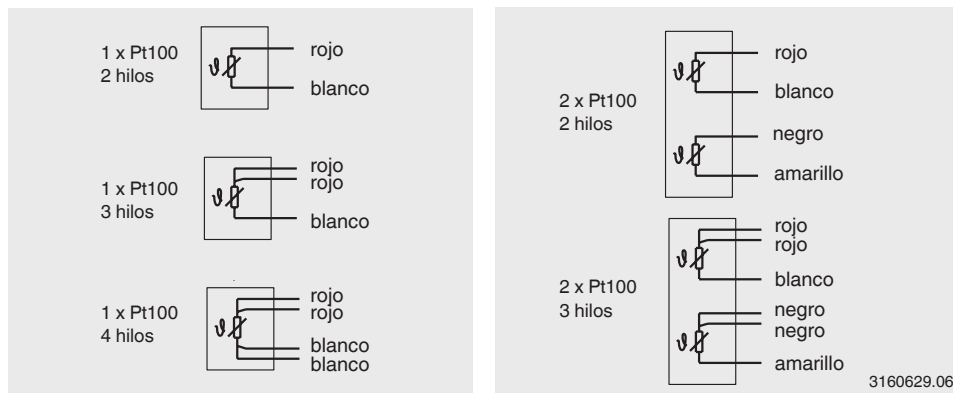 1 x Pt100
2 hilos
rojo
blanco
1 x Pt100
3 hilos
rojo
rojo
blanco
1 x Pt100
4 hilos
rojo
rojo
blanco
blanco
2 x Pt100
2 hilos
rojo
blanco
negro
amarillo
2 x Pt100
3 hilos
rojo
rojo
blanco
negro
negro
amarillo
3160629.06